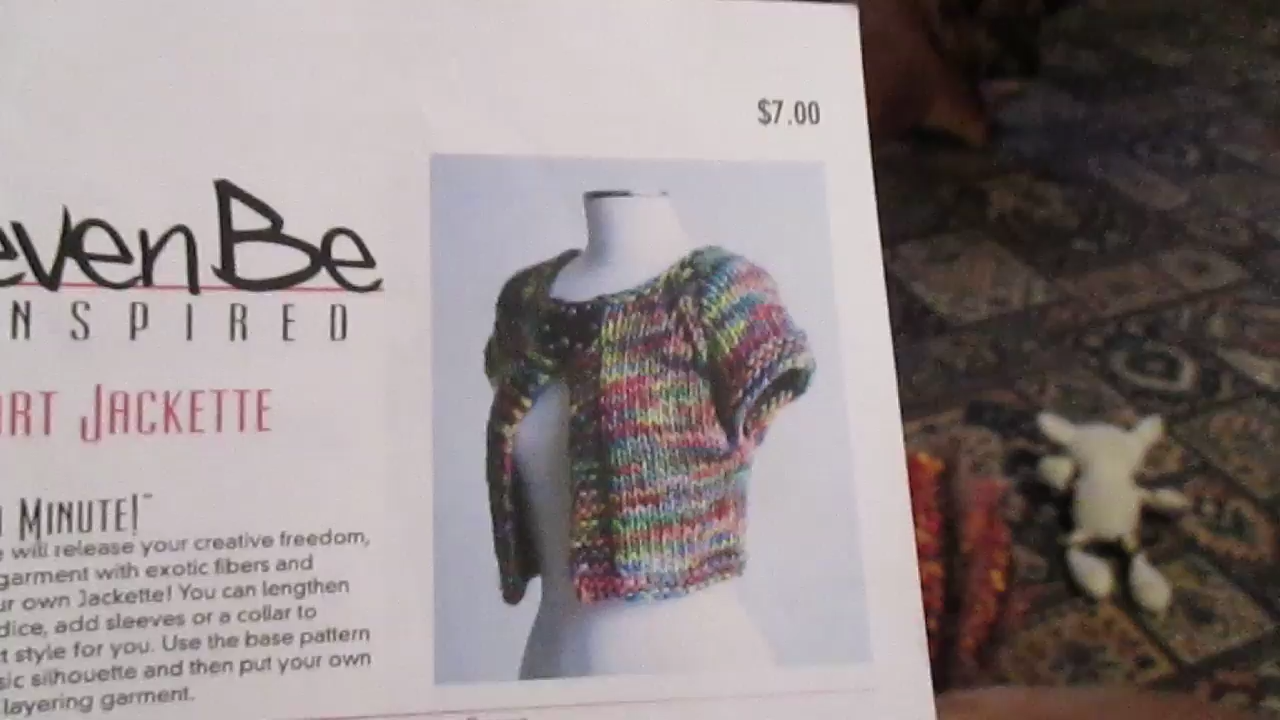 $7.00
evenBe
NSPIRED
ART JACKETTE
MINUTE!™
will release your creative freedom,
garment with exotic fibers and
ur own Jackette! You can lengthen
dice, add sleeves or a collar to
t style for you. Use the base pattern
sic silhouette and then put your own
layering garment.